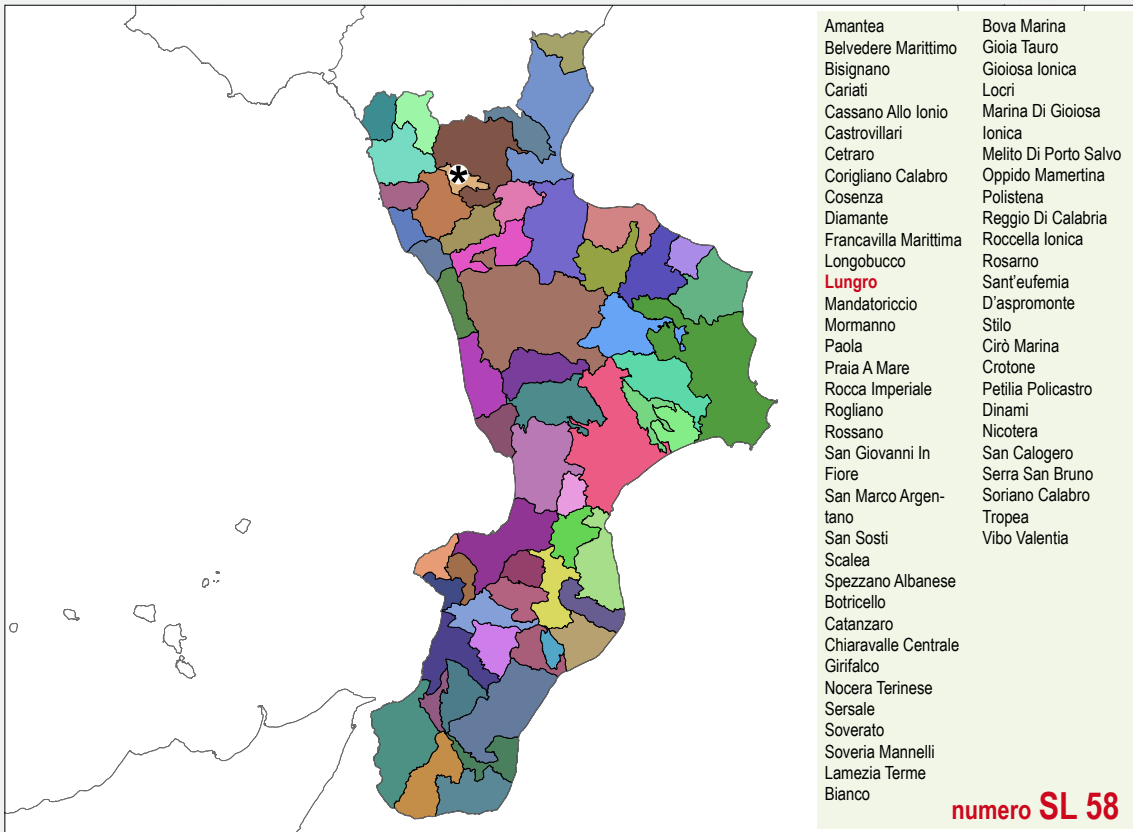 Amantea
Belvedere Marittimo
Bisignano
Cariati
Cassano Allo Ionio
Castrovillari
Cetraro
Corigliano Calabro
Cosenza
Diamante
Francavilla Marittima
Longobucco
Lungro
Mandatoriccio
Mormanno
Paola
Praia A Mare
Rocca Imperiale
Rogliano
Rossano
San Giovanni In
Fiore
San Marco Argen-
tano
San Sosti
Scalea
Spezzano Albanese
Botricello
Catanzaro
Chiaravalle Centrale
Girifalco
Nocera Terinese
Sersale
Soverato
Soveria Mannelli
Lamezia Terme
Bianco
Bova Marina
Gioia Tauro
Gioiosa Ionica
Locri
Marina Di Gioiosa
Ionica
Melito Di Porto Salvo
Oppido Mamertina
Polistena
Reggio Di Calabria
Roccella Ionica
Rosarno
Sant'eufemia
D'aspromonte
Stilo
Cirò Marina
Crotone
Petilia Policastro
Dinami
Nicotera
San Calogero
Serra San Bruno
Soriano Calabro
Tropea
Vibo Valentia
numero SL 58